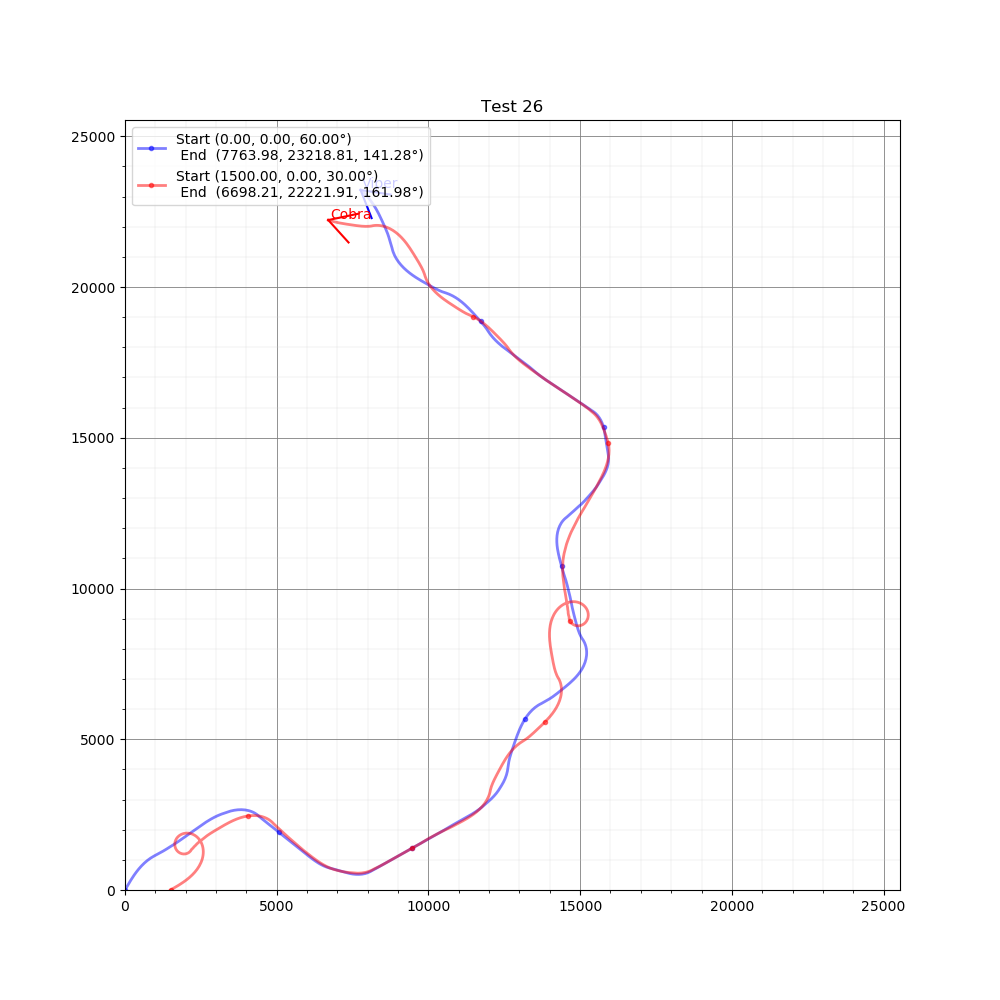 Test 26
Start (0.00, 0.00, 60.00°)
End (7763.98, 23218.81, 141.28°)
Start (1500.00, 0.00, 30.00°)
End (6698.21, 22221.91, 161.98°)
Viper
Cobra
25000
20000
15000
10000
5000
0
0 5000 10000 15000 20000 25000